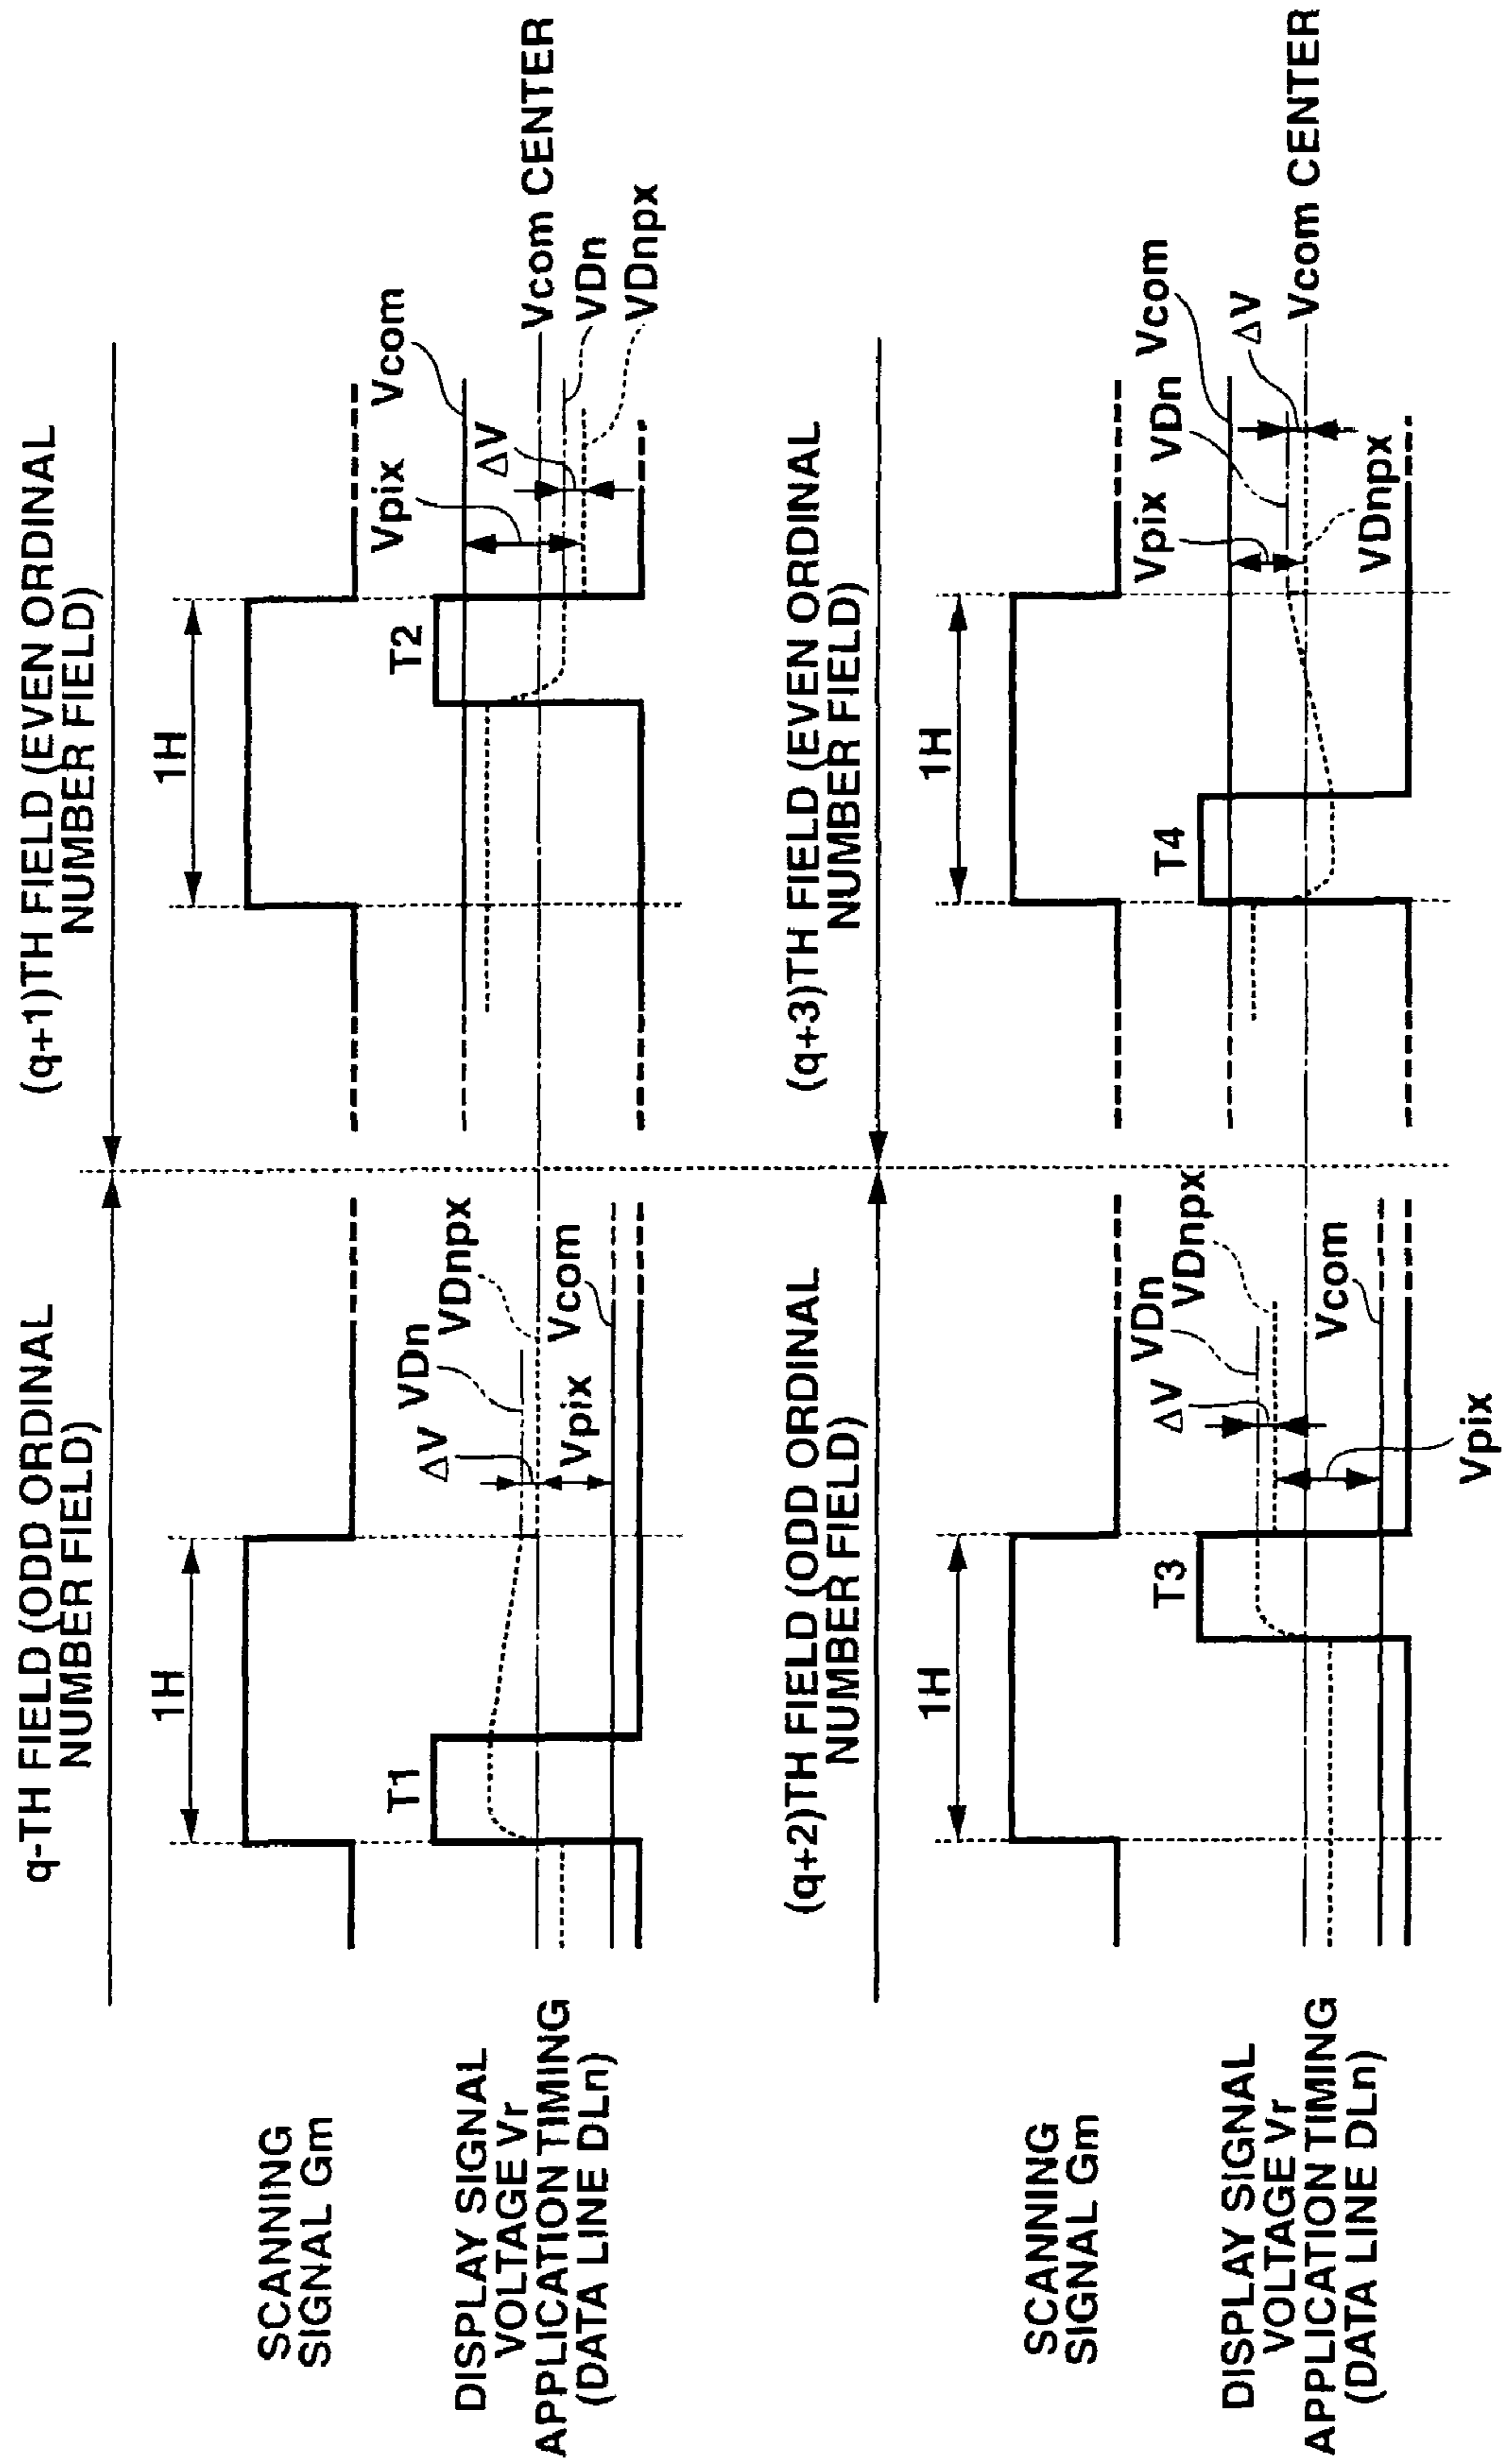 q-TH FIELD (ODD ORDINAL
NUMBER FIELD)
(q+1)TH FIELD (EVEN ORDINAL
NUMBER FIELD)
SCANNING
SIGNAL Gm
1H
1H
DISPLAY SIGNAL
VOLTAGE Vr
APPLICATION TIMING
(DATA LINE DLn)
T1
ΔV
VDn
VDnpx
Vpix
Vcom
T2
Vpix
Vcom
ΔV
Vcom CENTER
VDn
VDnpx
(q+2)TH FIELD (ODD ORDINAL
NUMBER FIELD)
(q+3)TH FIELD (EVEN ORDINAL
NUMBER FIELD)
SCANNING
SIGNAL Gm
1H
1H
DISPLAY SIGNAL
VOLTAGE Vr
APPLICATION TIMING
(DATA LINE DLn)
T3
ΔV
VDn
VDnpx
Vcom
Vpix
T4
Vpix
VDn
Vcom
ΔV
Vcom CENTER
VDnpx